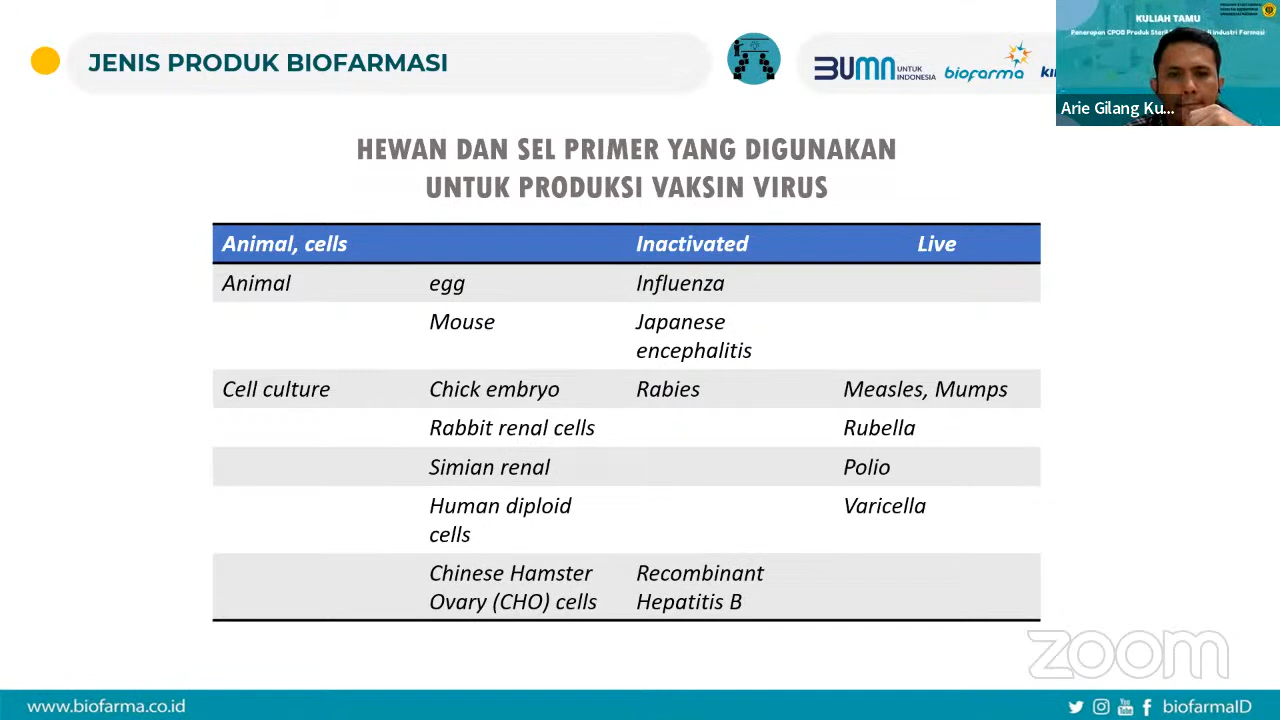 JENIS PRODUK BIOFARMASI
BUMN UNTUK INDONESIA
biofarma
KULIAH TAMU
Arie Gilang Ku...
HEWAN DAN SEL PRIMER YANG DIGUNAKAN
UNTUK PRODUKSI VAKSIN VIRUS
Animal, cells Inactivated Live
Animal egg Influenza
Mouse Japanese
encephalitis
Cell culture Chick embryo Rabies Measles, Mumps
Rabbit renal cells Rubella
Simian renal Polio
Human diploid Varicella
cells
Chinese Hamster Recombinant
Ovary (CHO) cells Hepatitis B
zoom
www.biofarma.co.id
biofarmaID